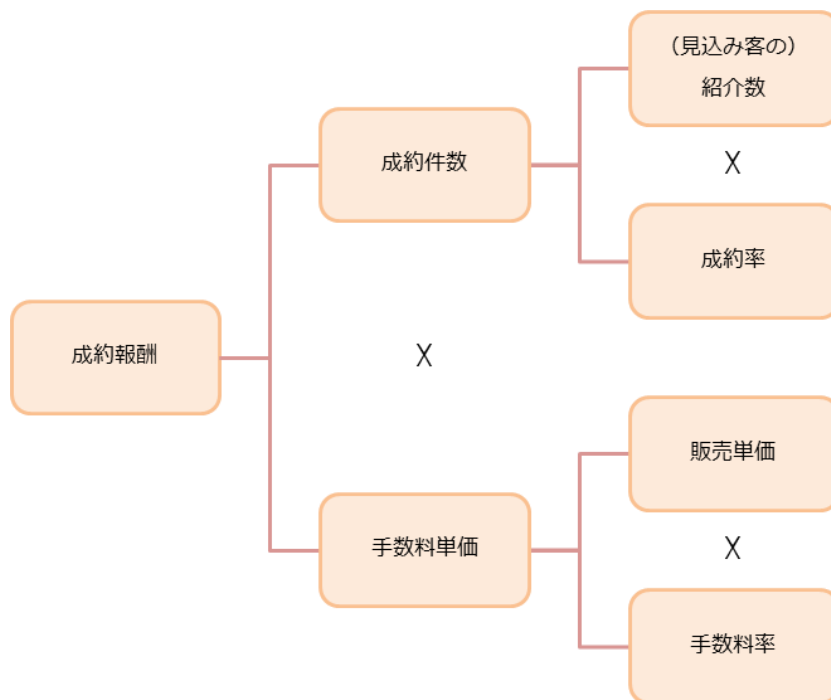 （見込み客の）
紹介数
成約件数
X
成約率
成約報酬
X
販売単価
手数料単価
X
手数料率